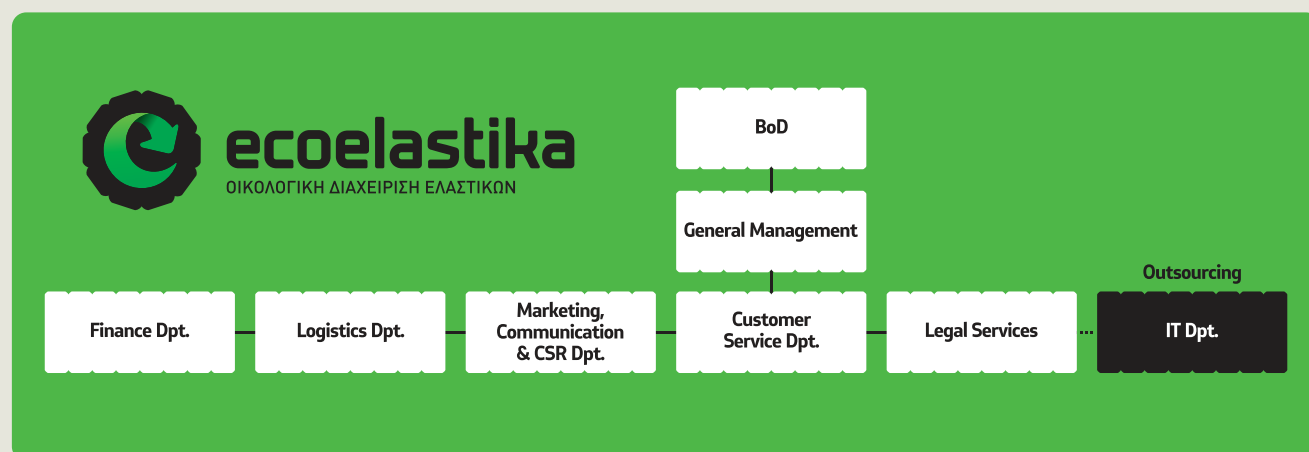 ecoelastika
ΟΙΚΟΛΟΓΙΚΗ ΔΙΑΧΕΙΡΙΣΗ ΕΛΑΣΤΙΚΩΝ
BoD
General Management
Outsourcing
Finance Dpt.
Logistics Dpt.
Marketing,
Communication
& CSR Dpt.
Customer
Service Dpt.
Legal Services
IT Dpt.